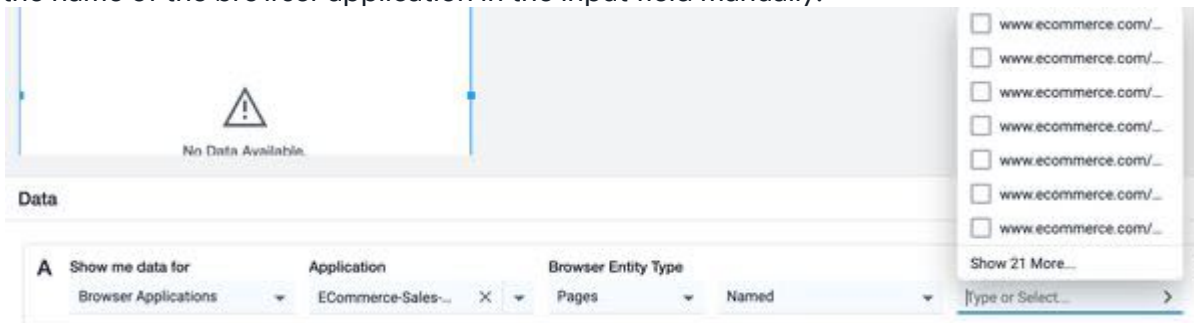 the name of the browser application in the input field manually.
www.ecommerce.com/...
www.ecommerce.com/...
www.ecommerce.com/...
www.ecommerce.com/...
www.ecommerce.com/...
www.ecommerce.com/...
www.ecommerce.com/...
Show 21 More...
No Data Available.
Data
A Show me data for Application Browser Entity Type
Browser Applications ECommerce-Sales-... Pages Named Type or Select...